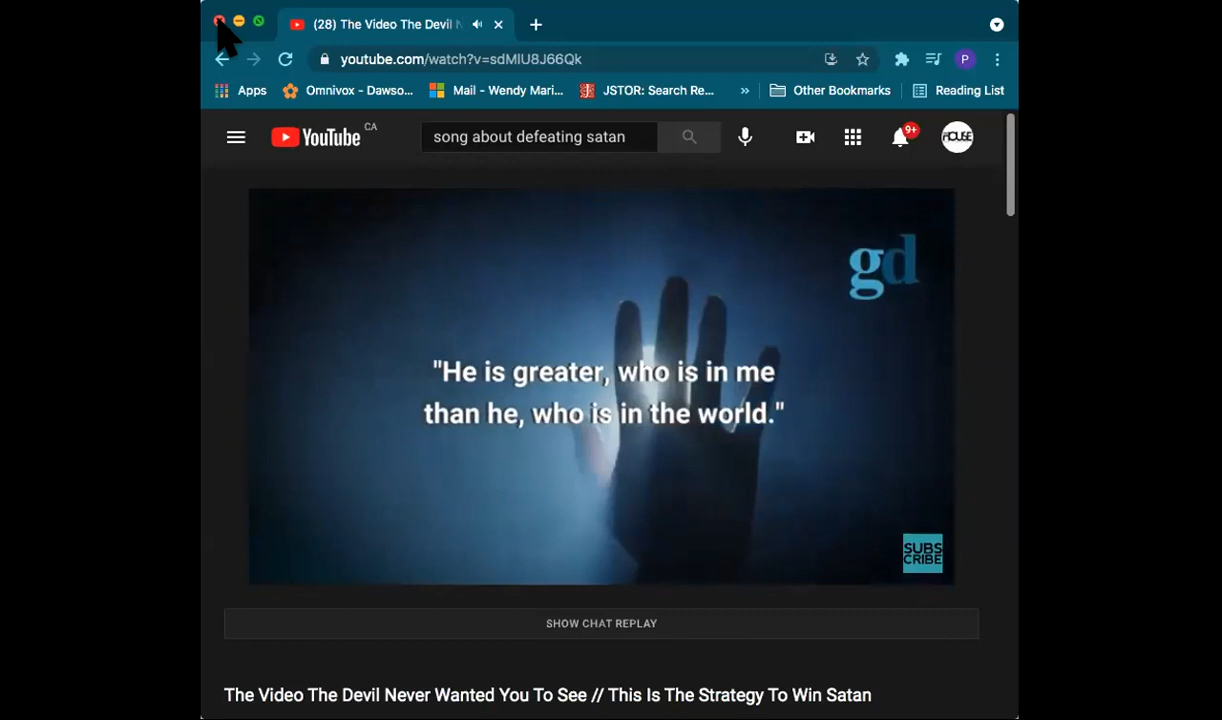 (28) The Video The Devil
youtube.com/watch?v=sdMlU8J66Qk
P
Apps
Omnivox - Dawso...
Mail - Wendy Mari...
JSTOR: Search Re...
»
Other Bookmarks
Reading List
YouTube CA
song about defeating satan
9+
HOUSE
gd
"He is greater, who is in me
than he, who is in the world."
SUBS
CRIBE
SHOW CHAT REPLAY
The Video The Devil Never Wanted You To See // This Is The Strategy To Win Satan